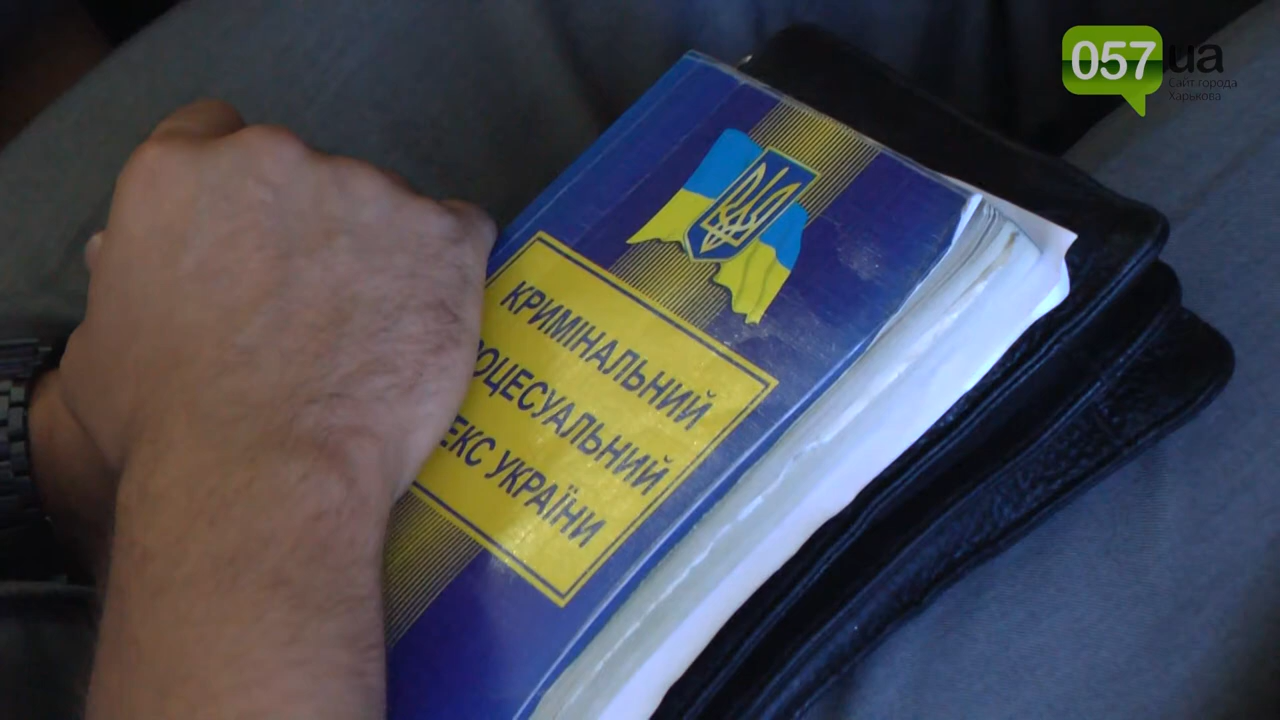 057.ua
Сайт города
Харькова
КРИМІНАЛЬНИЙ
ОЦЕСУАЛЬНИЙ
ЕКС УКРАЇНИ